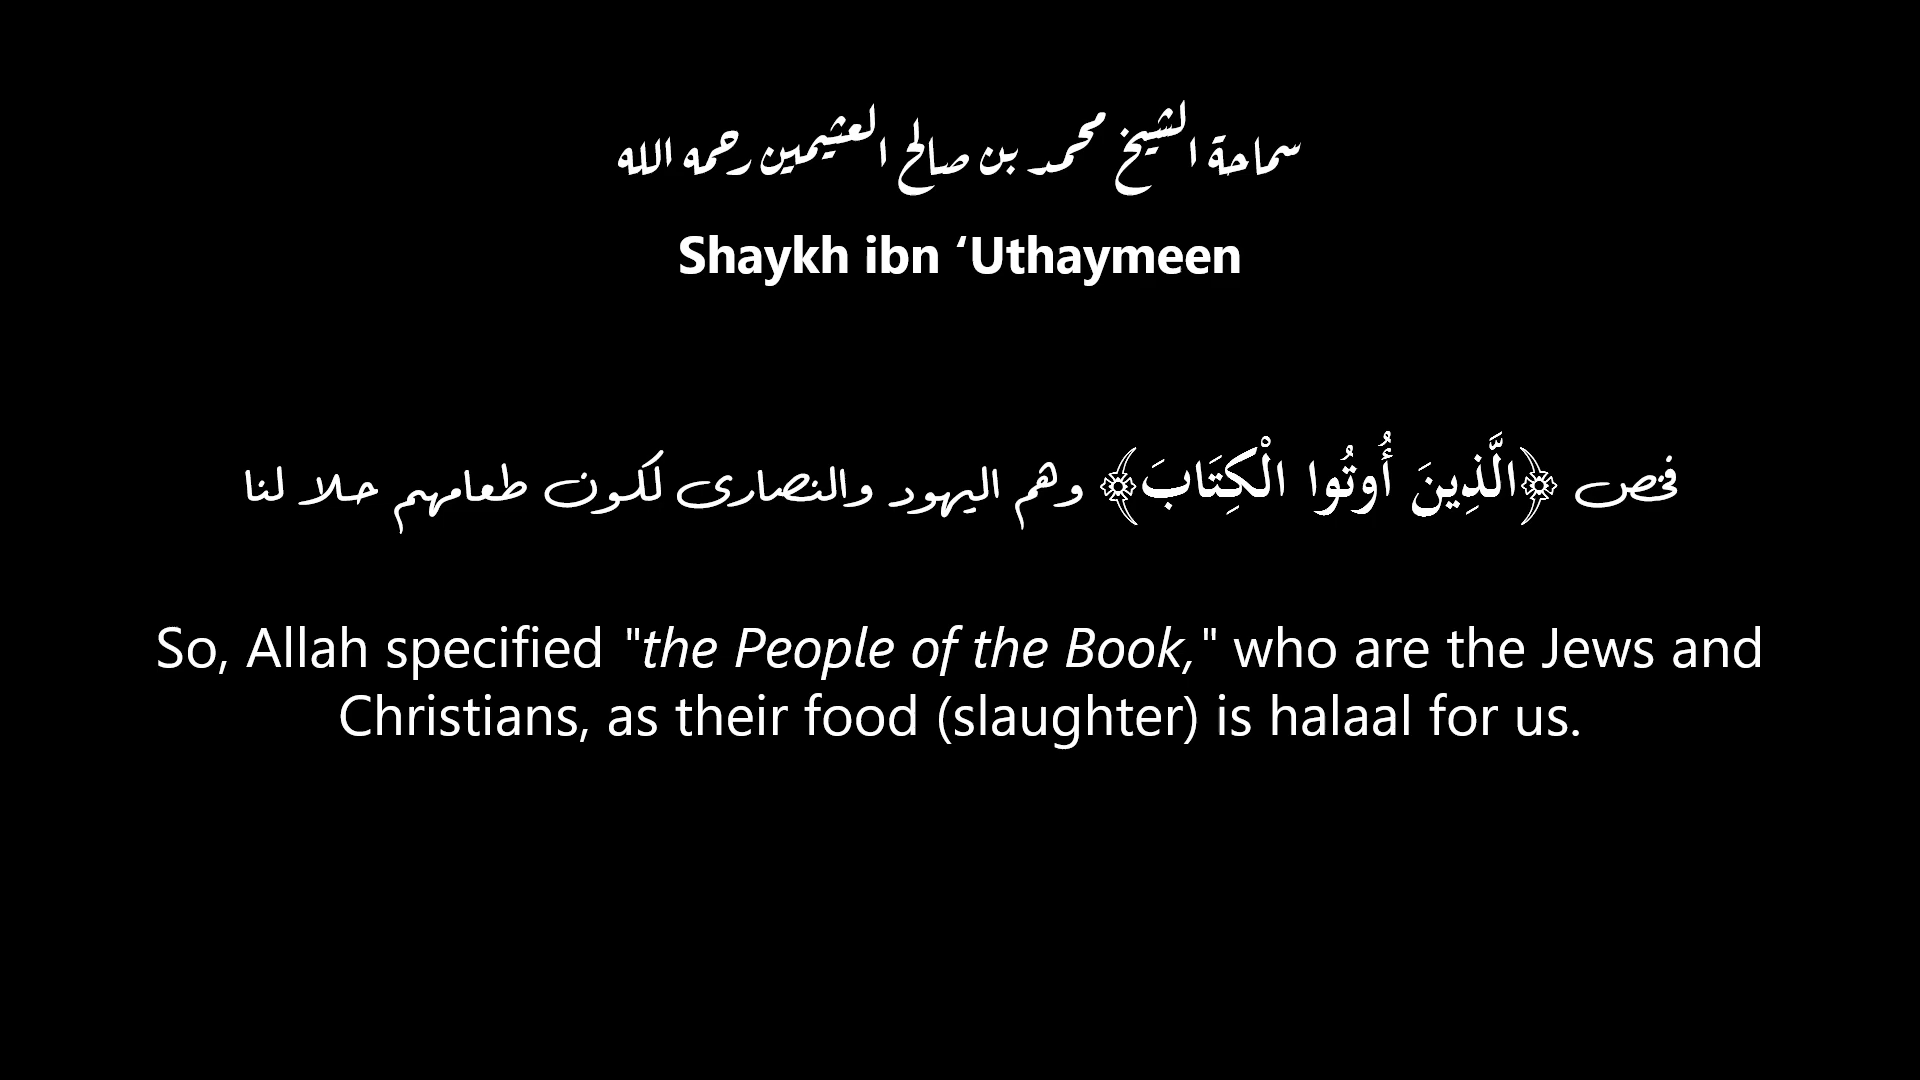 سماحة الشيخ محمد بن صالح العثيمين رحمه الله
Shaykh ibn ‘Uthaymeen
فخص ﴿الَّذِينَ أُوتُوا الْكِتَابَ﴾ وهم اليهود والنصارى لكون طعامهم حلا لنا
So, Allah specified "the People of the Book," who are the Jews and
Christians, as their food (slaughter) is halaal for us.